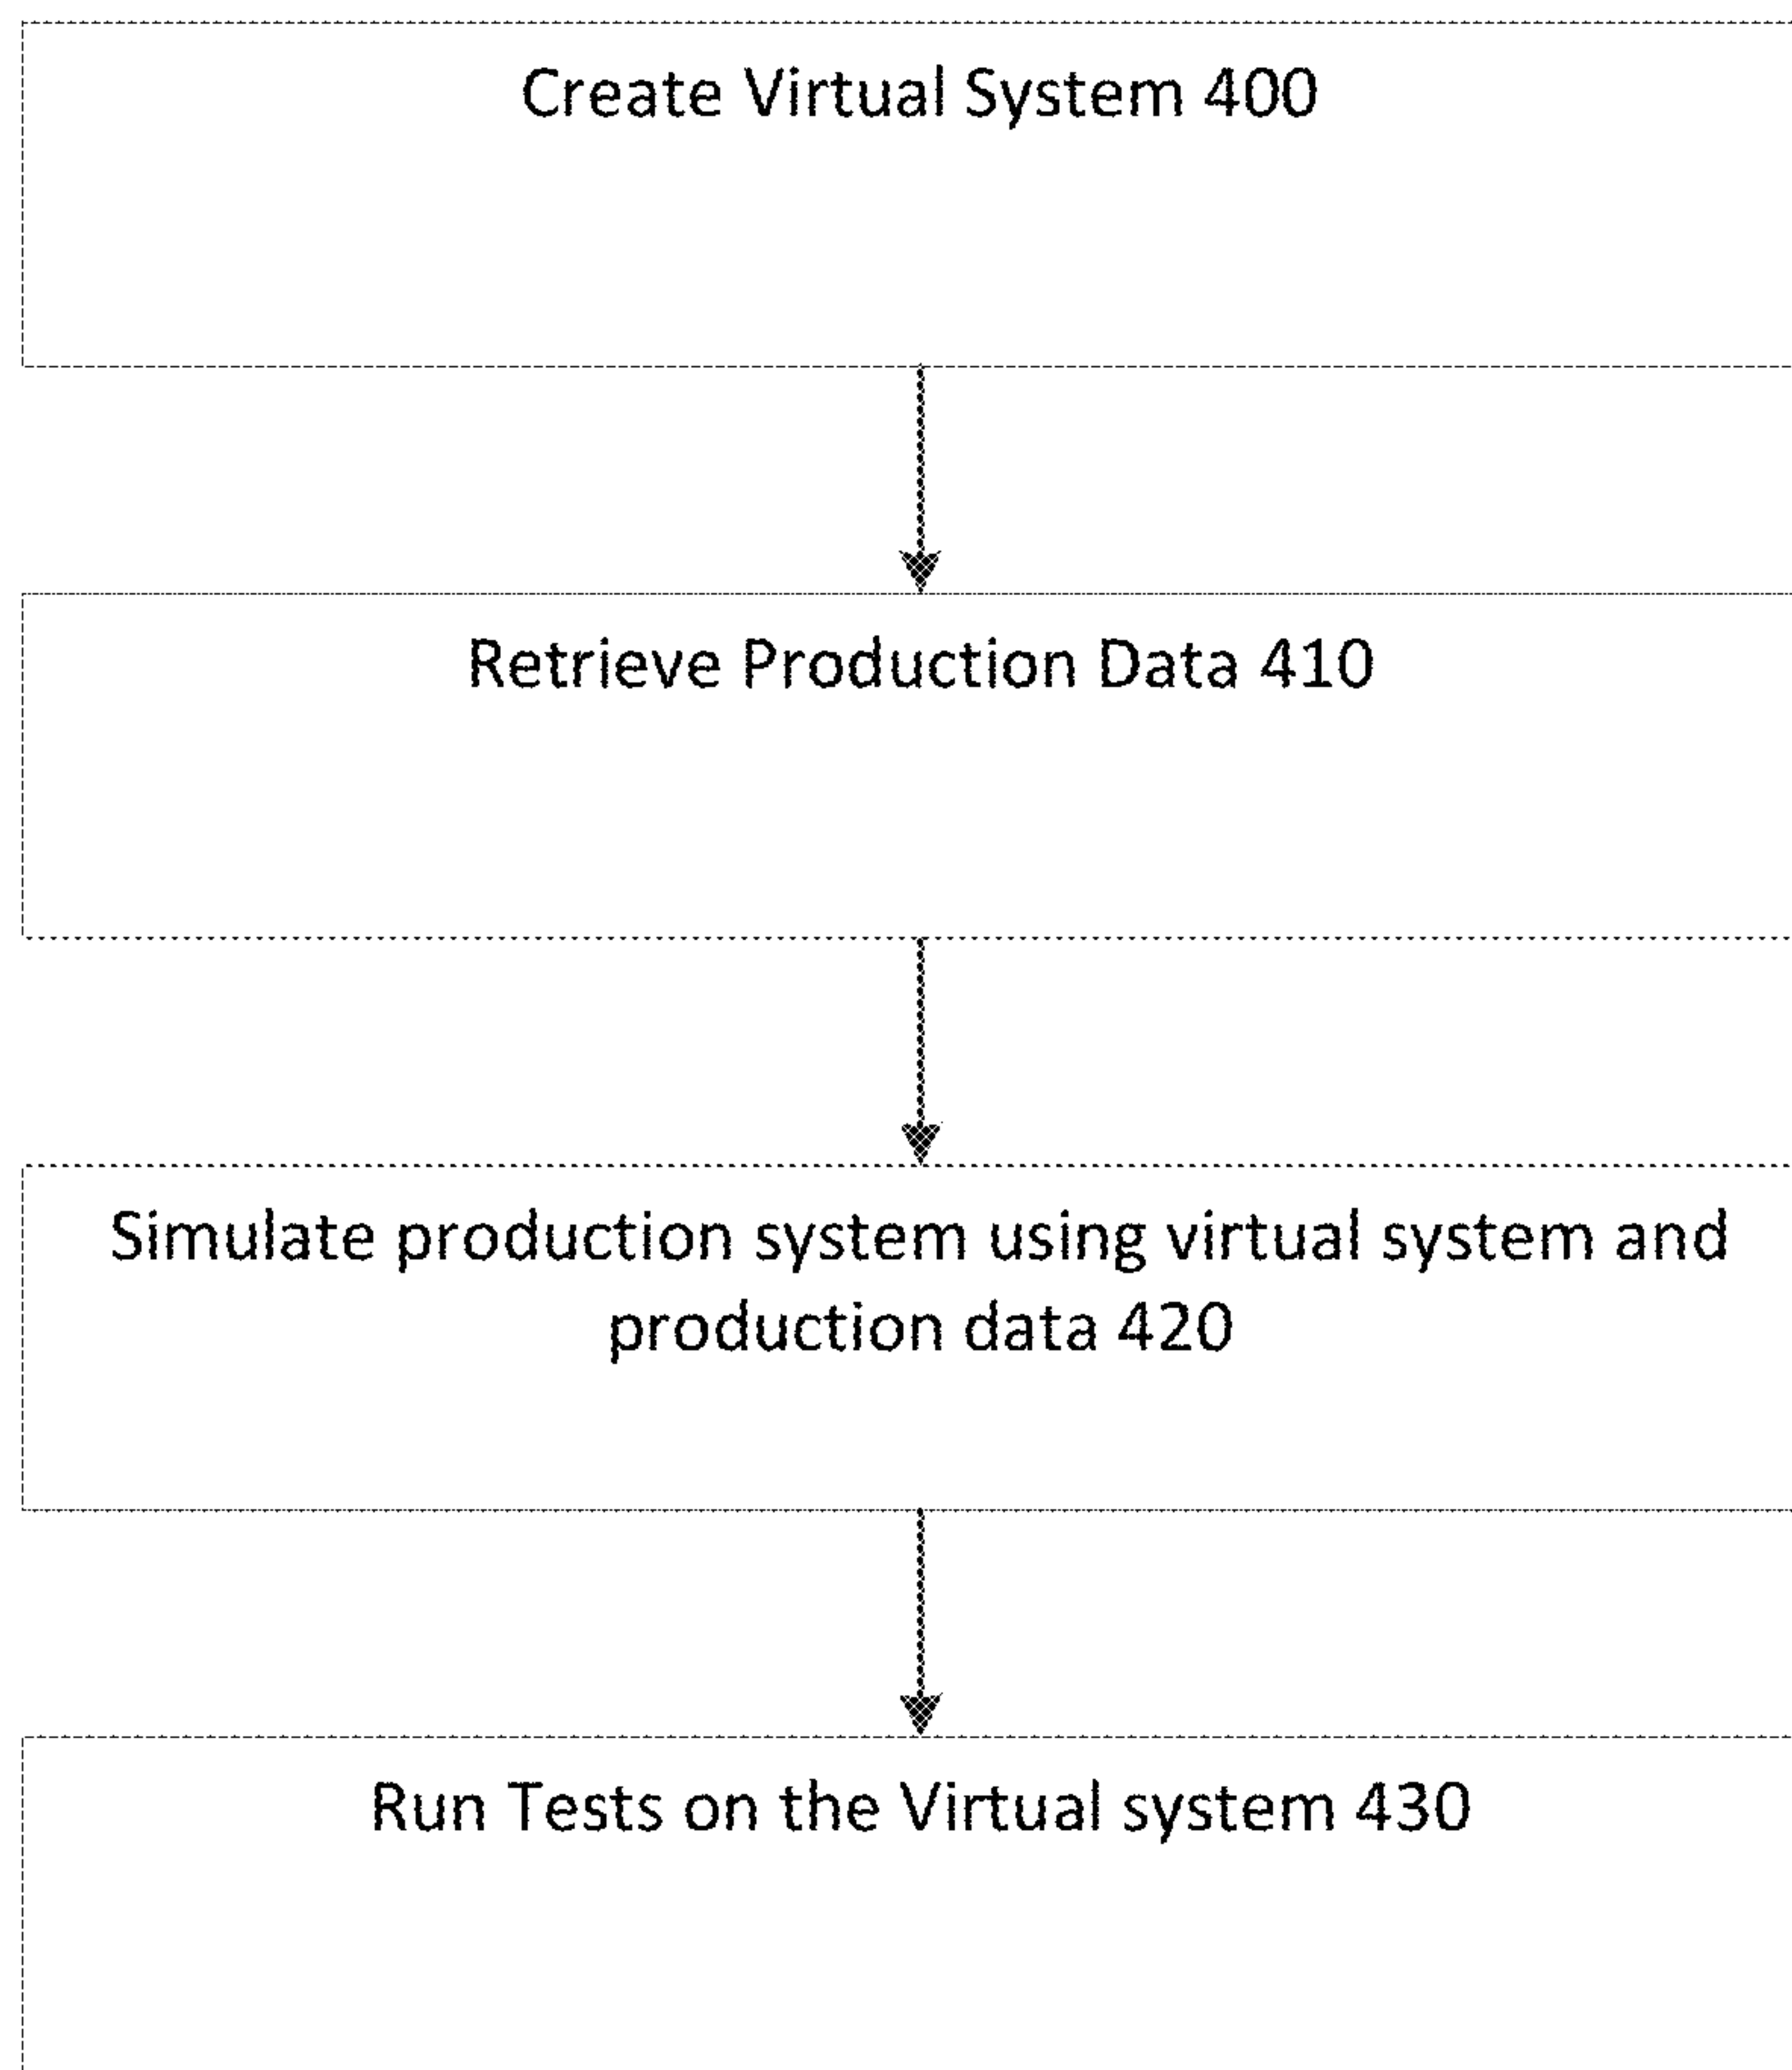 Create Virtual System 400
Retrieve Production Data 410
Simulate production system using virtual system and
production data 420
Run Tests on the Virtual system 430